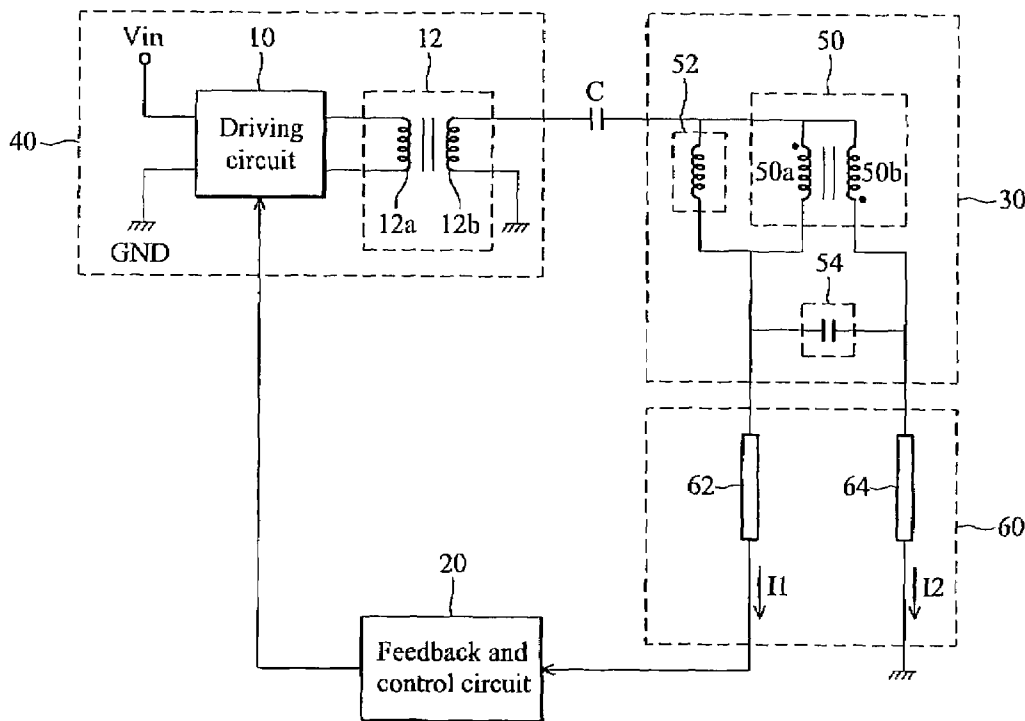 Vin
10
12
50
52
C
40
Driving
circuit
50a
50b
30
12a
12b
GND
54
62
64
60
I1
I2
20
Feedback and
control circuit